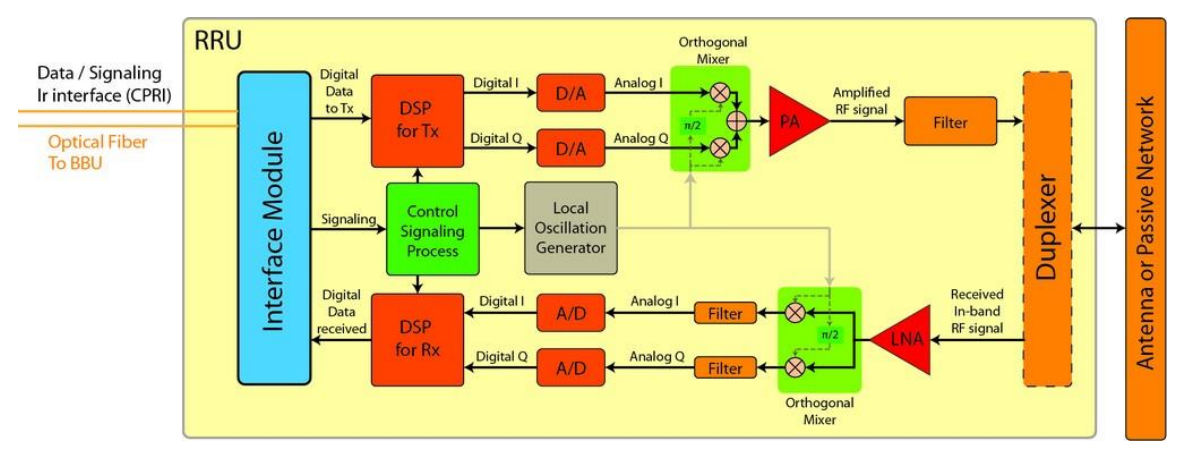 RRU
Data / Signaling
Ir interface (CPRI)
Optical Fiber
To BBU
Interface Module
Digital
Data
to Tx
DSP
for Tx
Digital I
D/A
Analog I
Digital Q
D/A
Analog Q
Orthogonal
Mixer
π/2
PA
Amplified
RF signal
Filter
Duplexer
Antenna or Passive Network
Signaling
Control
Signaling
Process
Local
Oscillation
Generator
Digital
Data
received
DSP
for Rx
Digital I
A/D
Analog I
Filter
Digital Q
A/D
Analog Q
Filter
π/2
Orthogonal
Mixer
LNA
Received
In-band
RF signal